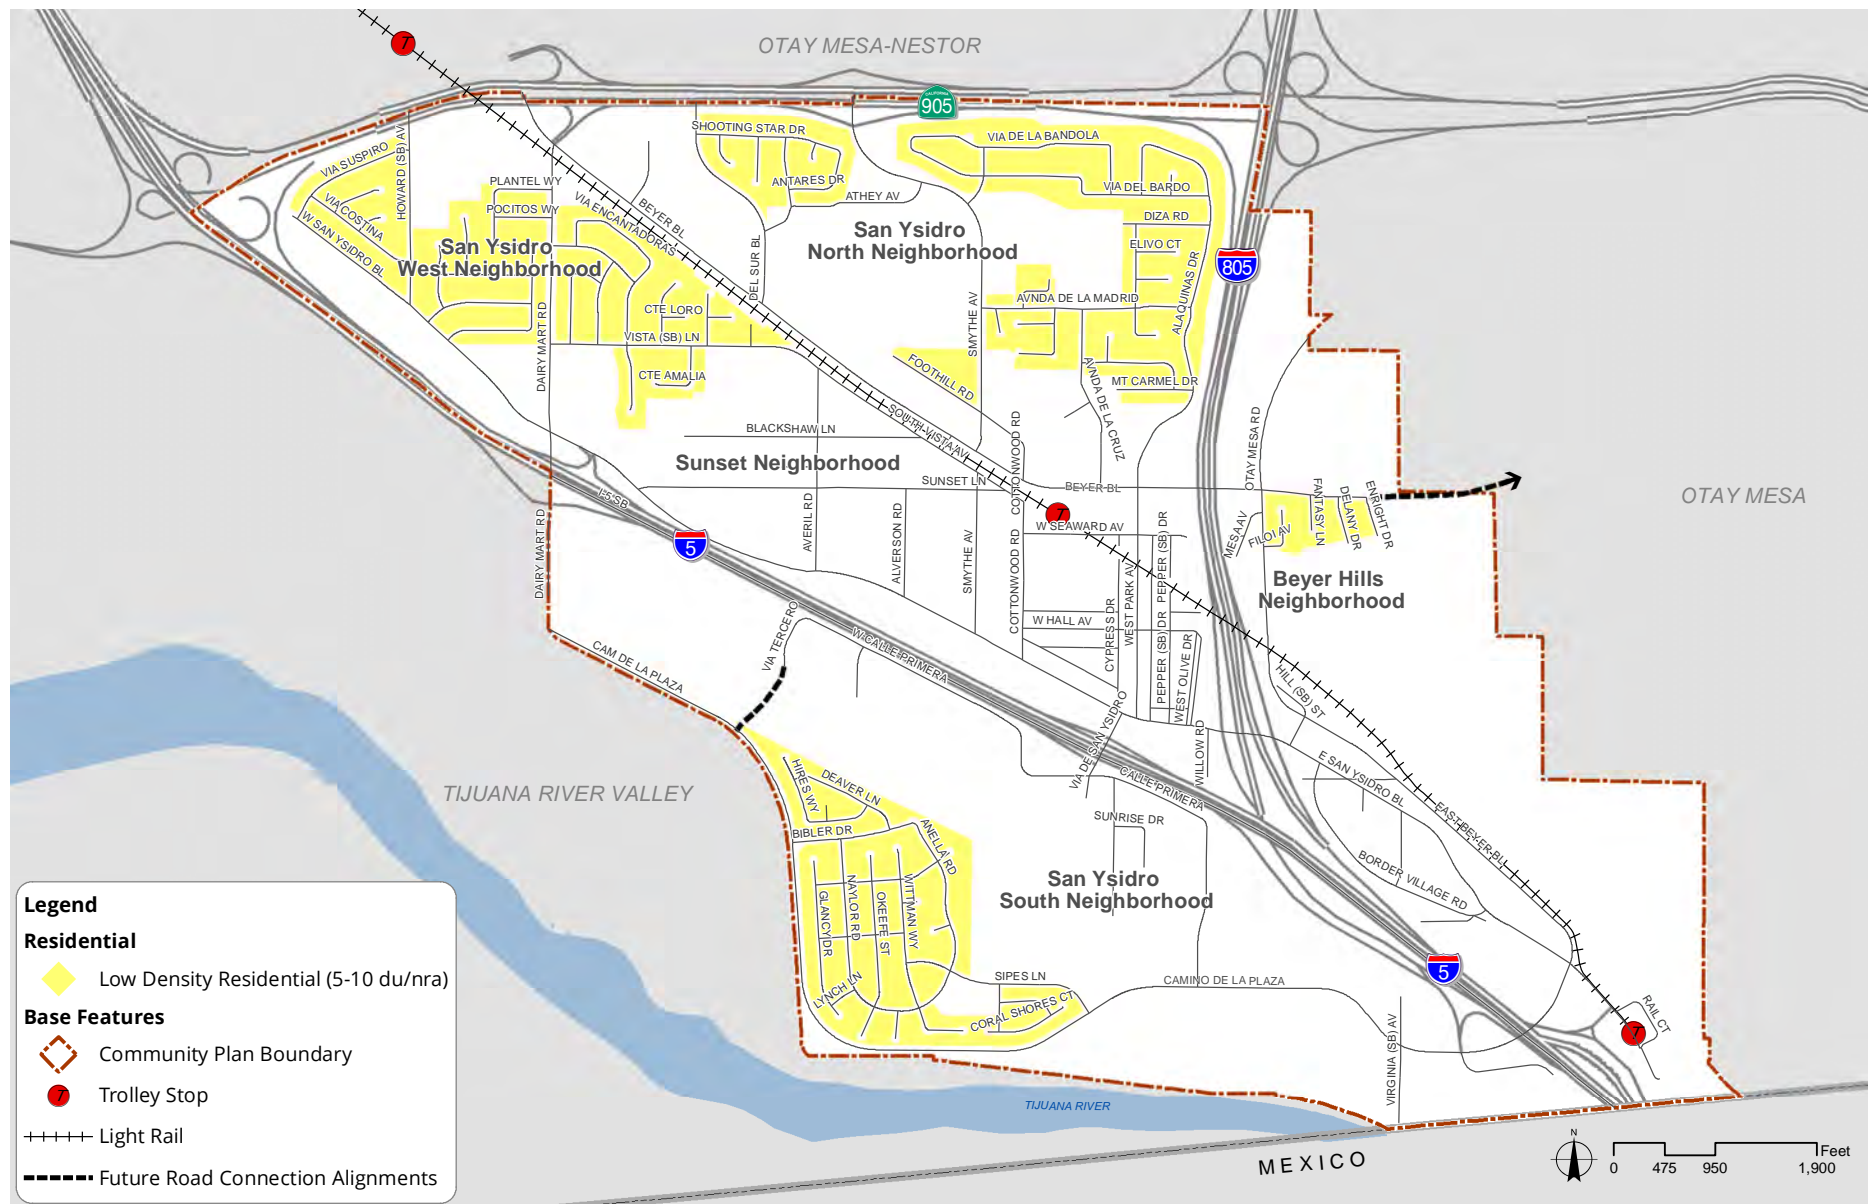 OTAY MESA-NESTOR
CALIFORNIA
905
SHOOTING STAR DR
VIA DE LA BANDOLA
VIA SUSPIRO
HOWARD (SB) AV
PLANTEL WY
ANTARES DR
VIA DEL BARDO
ATHEY AV
VIA COSTINA
POCITOS WY
VIA ENCANTADORAS
BEYER BL
DIZA RD
W SAN YSIDRO BL
San Ysidro
West Neighborhood
San Ysidro
North Neighborhood
ELIVO CT
DEL SUR BL
ALAQUINAS DR
805
CTE LORO
AVNDA DE LA MADRID
DAIRY MART RD
VISTA (SB) LN
SMYTHE AV
CTE AMALIA
FOOTHILL RD
MT CARMEL DR
AVNDA DE LA CRUZ
SOUTH VISTA AV
BLACKSHAW LN
COTTONWOOD RD
OTAY MESA RD
Sunset Neighborhood
SUNSET LN
BEYER BL
I-5 SB
FANTASY LN
DELANY DR
ENRIGHT DR
OTAY MESA
DAIRY MART RD
AVERIL RD
ALVERSON RD
SMYTHE AV
COTTONWOOD RD
W SEAWARD AV
PEPPER (SB) DR
MESA AV
FILOI AV
5
Beyer Hills
Neighborhood
WEST PARK AV
CYPRESS DR
PEPPER (SB) DR
W HALL AV
WEST OLIVE DR
VIA TERCERO
W CALLE PRIMERA
CAM DE LA PLAZA
HILL (SB) ST
VIA DE SAN YSIDRO
WILLOW RD
E SAN YSIDRO BL
CALLE PRIMERA
TIJUANA RIVER VALLEY
HIRES WY
DEAVER LN
BIBLER DR
ANELLA RD
SUNRISE DR
EAST BEYER BL
BORDER VILLAGE RD
San Ysidro
South Neighborhood
GLANCY DR
NAYLOR RD
OKEEFE ST
WITTMAN WY
LYNCH LN
SIPES LN
CORAL SHORES CT
CAMINO DE LA PLAZA
5
RAIL CT
VIRGINIA (SB) AV
TIJUANA RIVER
MEXICO
Legend
Residential
Low Density Residential (5-10 du/nra)
Base Features
Community Plan Boundary
Trolley Stop
Light Rail
Future Road Connection Alignments
N
Feet
0 475 950 1,900